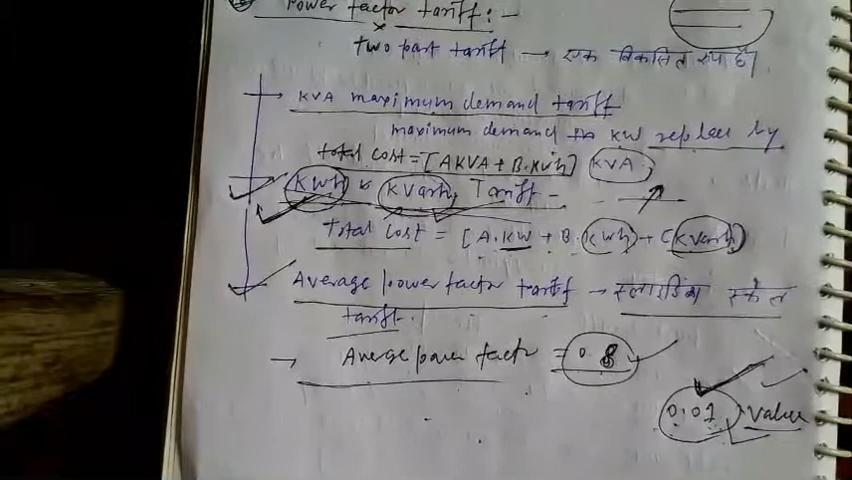 Power factor tariff:-
Two part tariff → एक विकसित रूप है।
→ KVA maximum demand tariff
maximum demand in KW replace by
total cost = [A KVA + B. Kwh] KVA
Kwh & KVarh Tariff -
Total Cost = [A. KW + B. Kwh + C Kvarh]
Average power factor tariff → स्लाइडिंग स्केल
tariff.
→ Average power factor = 0.8
0.01 Value